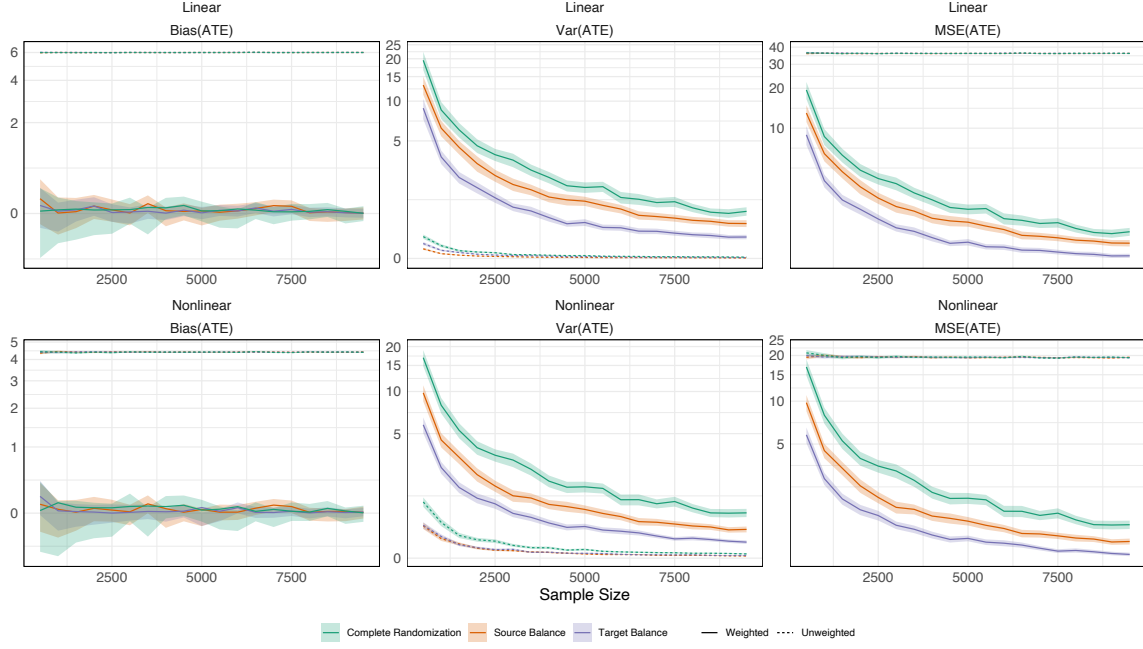 Linear
Linear
Linear
Bias(ATE)
Var(ATE)
MSE(ATE)
6
4
2
0
25
20
15
10
5
0
40
30
20
10
2500 5000 7500
2500 5000 7500
2500 5000 7500
Nonlinear
Nonlinear
Nonlinear
Bias(ATE)
Var(ATE)
MSE(ATE)
5
4
3
2
1
0
20
15
10
5
0
25
20
15
10
5
2500 5000 7500
2500 5000 7500
2500 5000 7500
Sample Size
Complete Randomization Source Balance Target Balance Weighted Unweighted